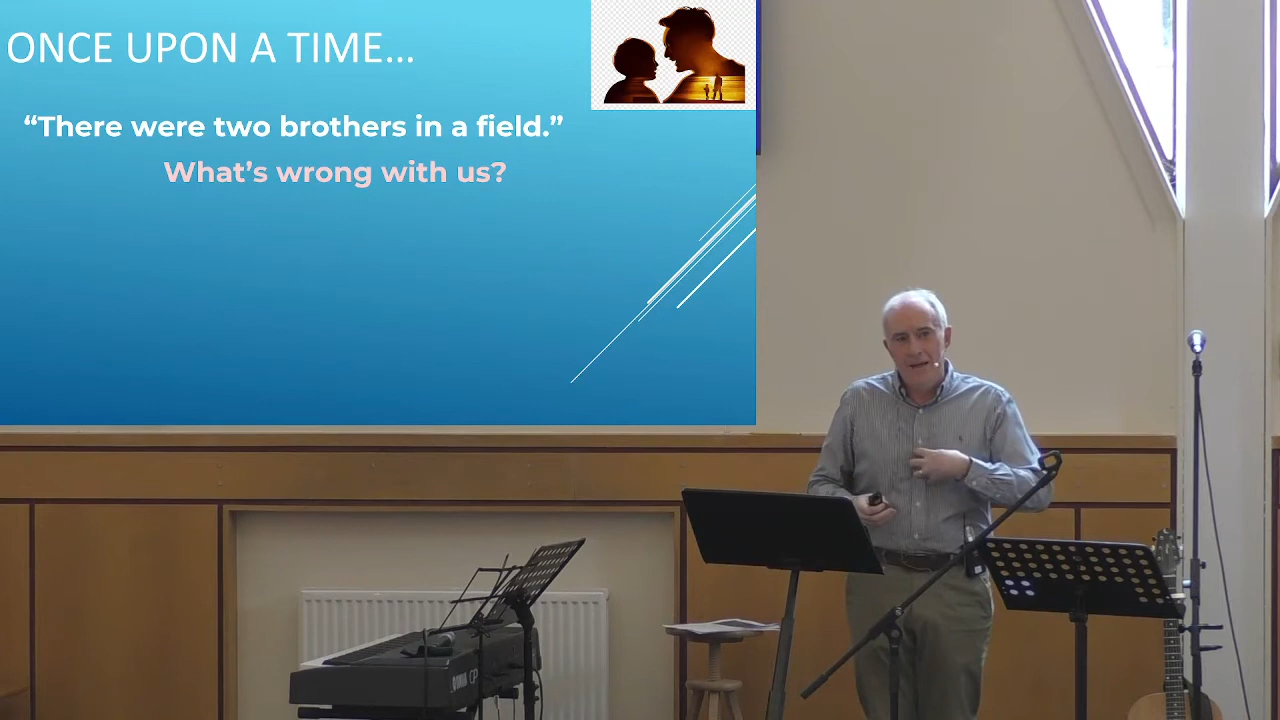 ONCE UPON A TIME...
“There were two brothers in a field.”
What’s wrong with us?